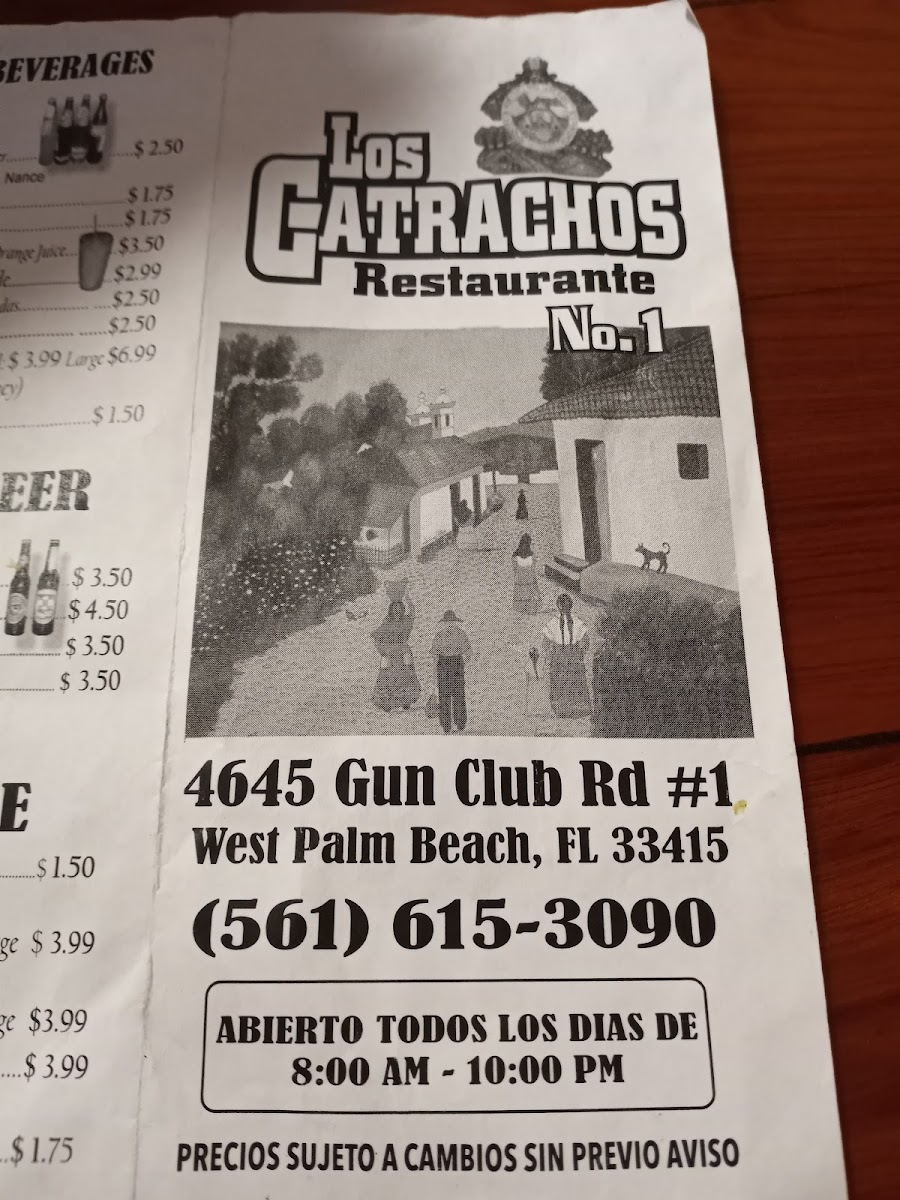 BEVERAGES
$ 2.50
Nance
$ 1.75
$ 1.75
Orange Juice... $3.50
$2.99
$2.50
$2.50
$ 3.99 Large $6.99
$ 1.50
EER
$ 3.50
$ 4.50
$ 3.50
$ 3.50
E
$ 1.50
ge $ 3.99
ge $3.99
$ 3.99
$ 1.75
Los
CATRACHOS
Restaurante
No. 1
4645 Gun Club Rd #1
West Palm Beach, FL 33415
(561) 615-3090
ABIERTO TODOS LOS DIAS DE
8:00 AM - 10:00 PM
PRECIOS SUJETO A CAMBIOS SIN PREVIO AVISO